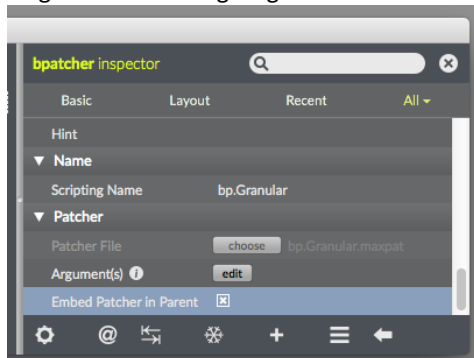 bpatcher inspector
Basic Layout Recent All
Hint
Name
Scripting Name bp.Granular
Patcher
Patcher File choose bp.Granular.maxpat
Argument(s) i edit
Embed Patcher in Parent